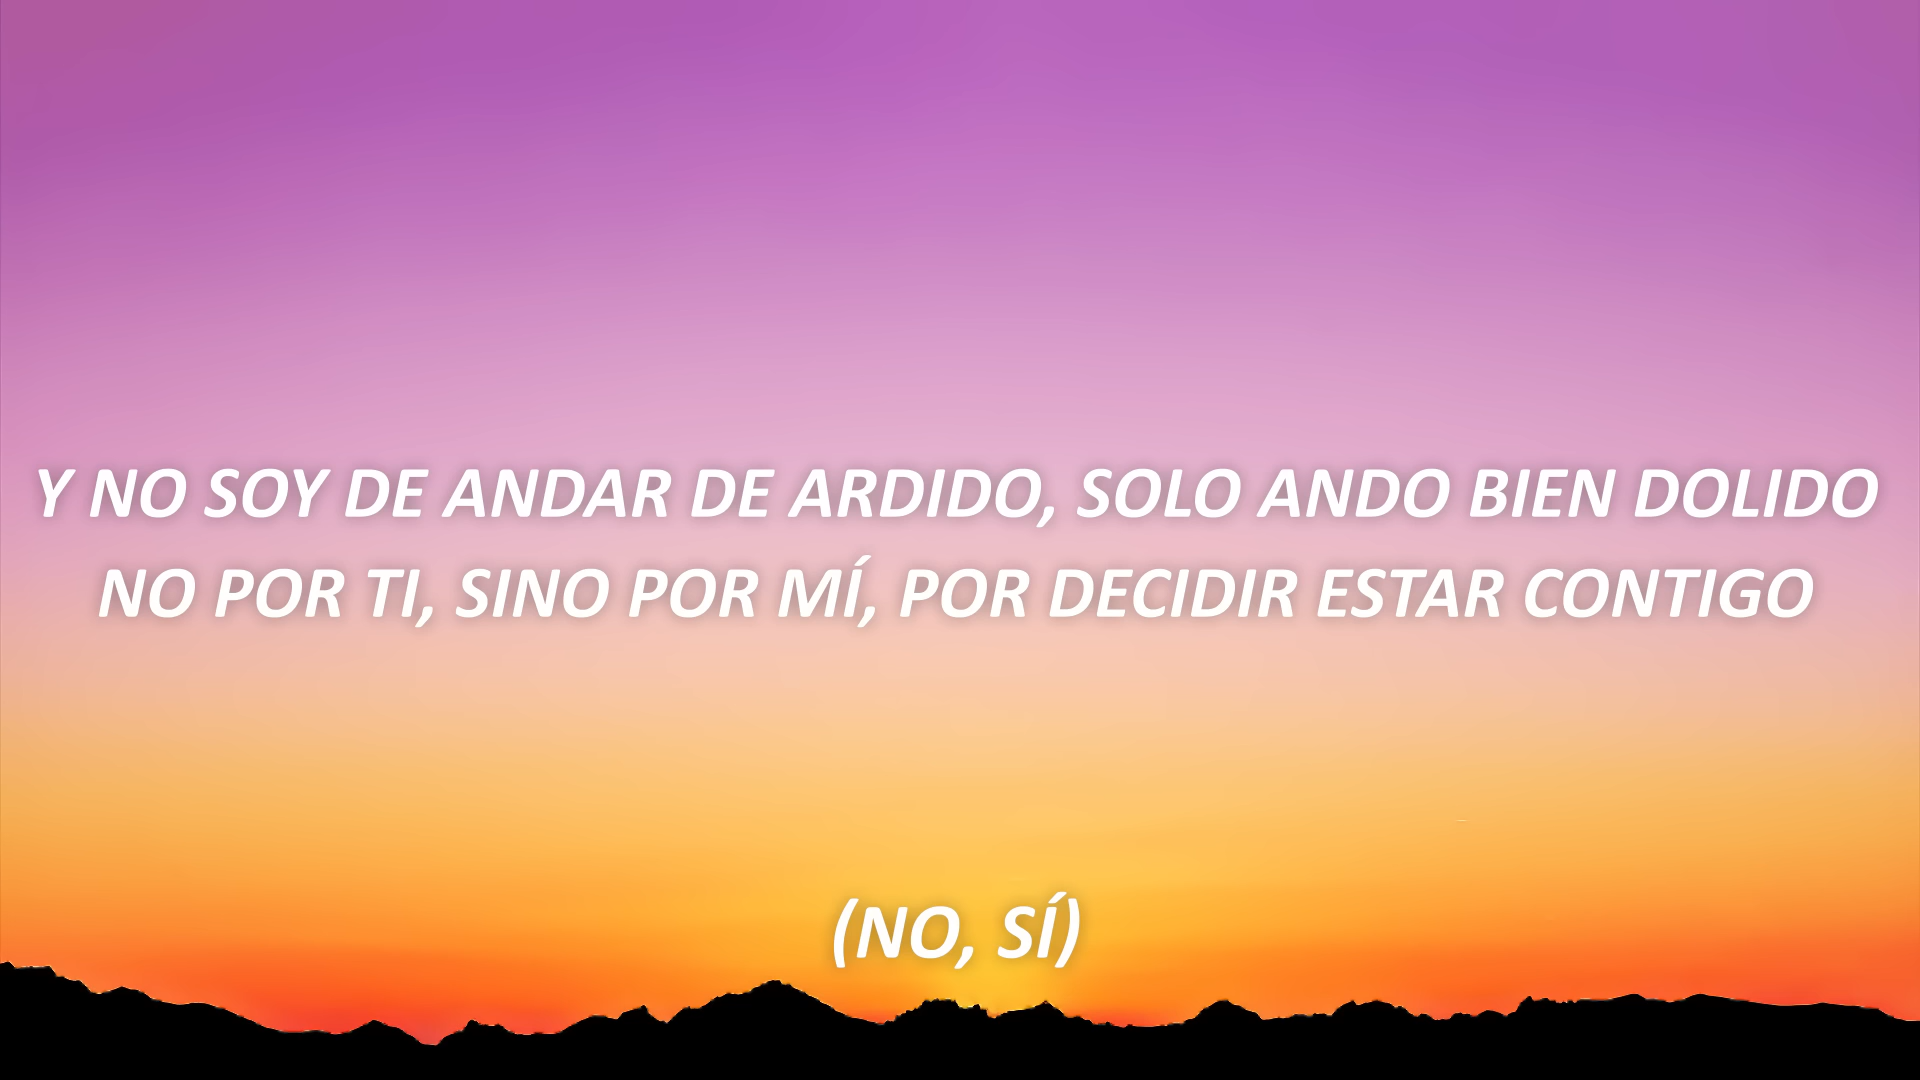 Y NO SOY DE ANDAR DE ARDIDO, SOLO ANDO BIEN DOLIDO
NO POR TI, SINO POR MÍ, POR DECIDIR ESTAR CONTIGO
(NO, SÍ)